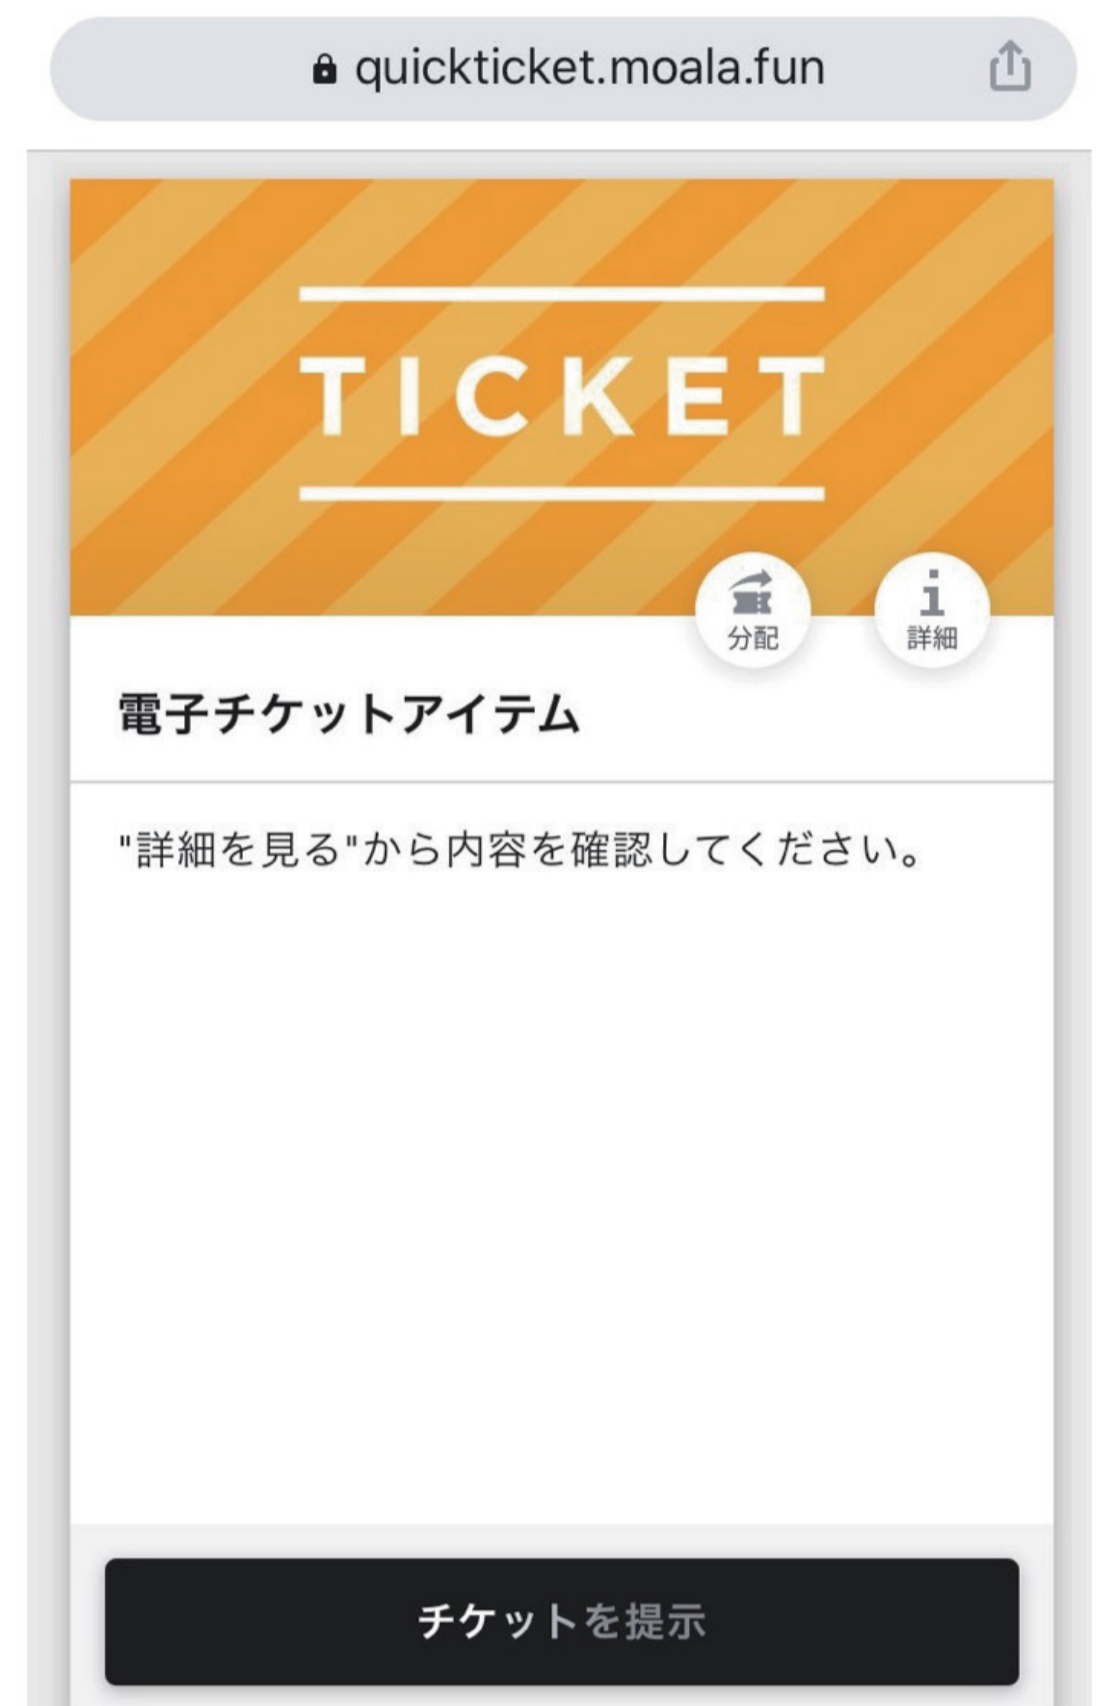 quickticket.moala.fun
TICKET
分配
詳細
電子チケットアイテム
"詳細を見る"から内容を確認してください。
チケットを提示